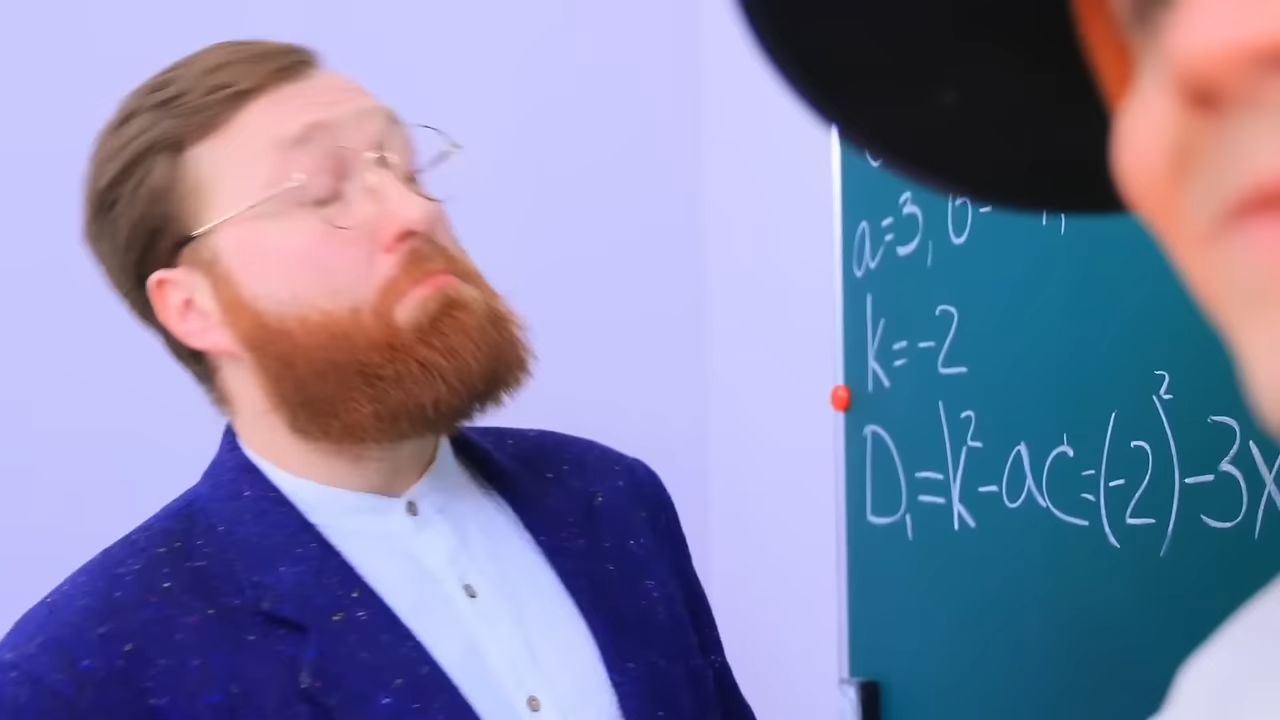 a=3, b=-
k=-2
D₁=k²-ac=(-2)²-3x